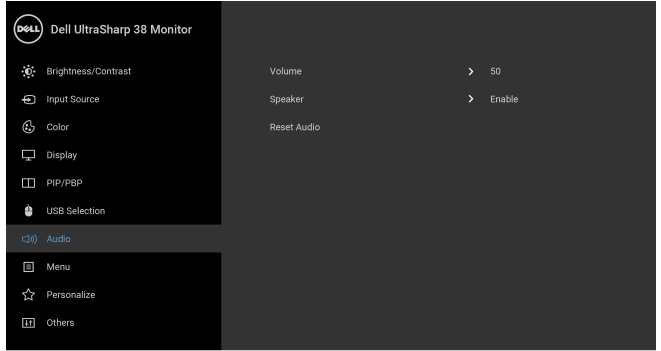 DELL
Dell UltraSharp 38 Monitor
Brightness/Contrast
Input Source
Color
Display
PIP/PBP
USB Selection
Audio
Menu
Personalize
Others
Volume 50
Speaker Enable
Reset Audio